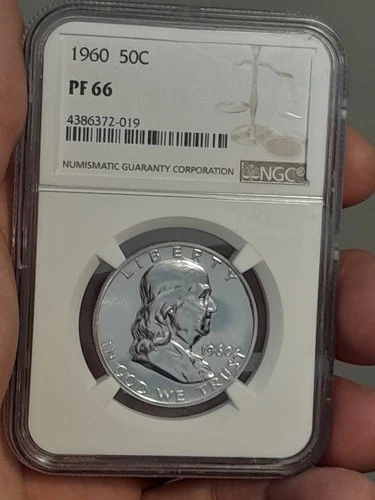 1960 50C
PF 66
4386372-019
NUMISMATIC GUARANTY CORPORATION
NGC®
LIBERTY
1960
IN GOD WE TRUST